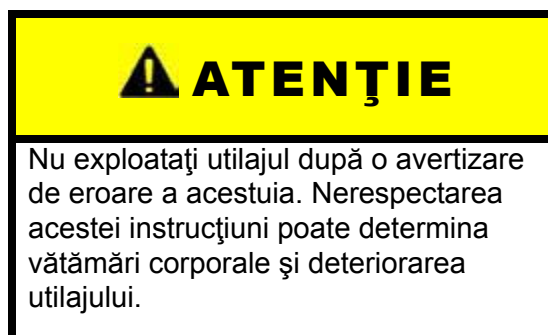 ATENŢIE
Nu exploataţi utilajul după o avertizare
de eroare a acestuia. Nerespectarea
acestei instrucţiuni poate determina
vătămări corporale şi deteriorarea
utilajului.